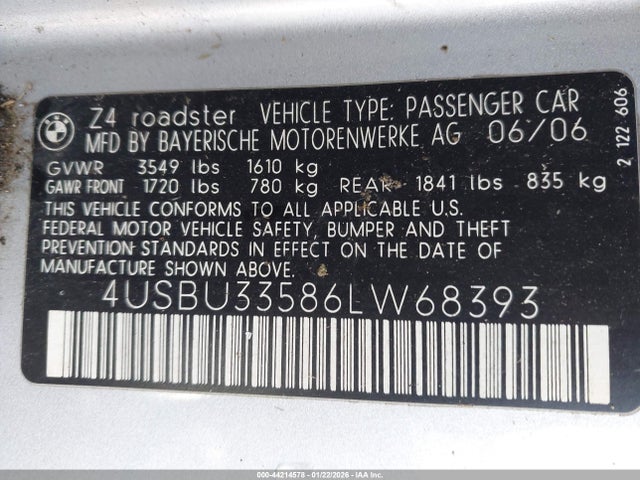 BMW
Z4 roadster VEHICLE TYPE: PASSENGER CAR
MFD BY BAYERISCHE MOTORENWERKE AG 06/06
GVWR 3549 lbs 1610 kg
GAWR FRONT 1720 lbs 780 kg REAR 1841 lbs 835 kg
THIS VEHICLE CONFORMS TO ALL APPLICABLE U.S.
FEDERAL MOTOR VEHICLE SAFETY, BUMPER AND THEFT
PREVENTION STANDARDS IN EFFECT ON THE DATE OF
MANUFACTURE SHOWN ABOVE.
4USBU33586LW68393
2 122 606
000-44214578 - 01/22/2026 - IAA Inc.